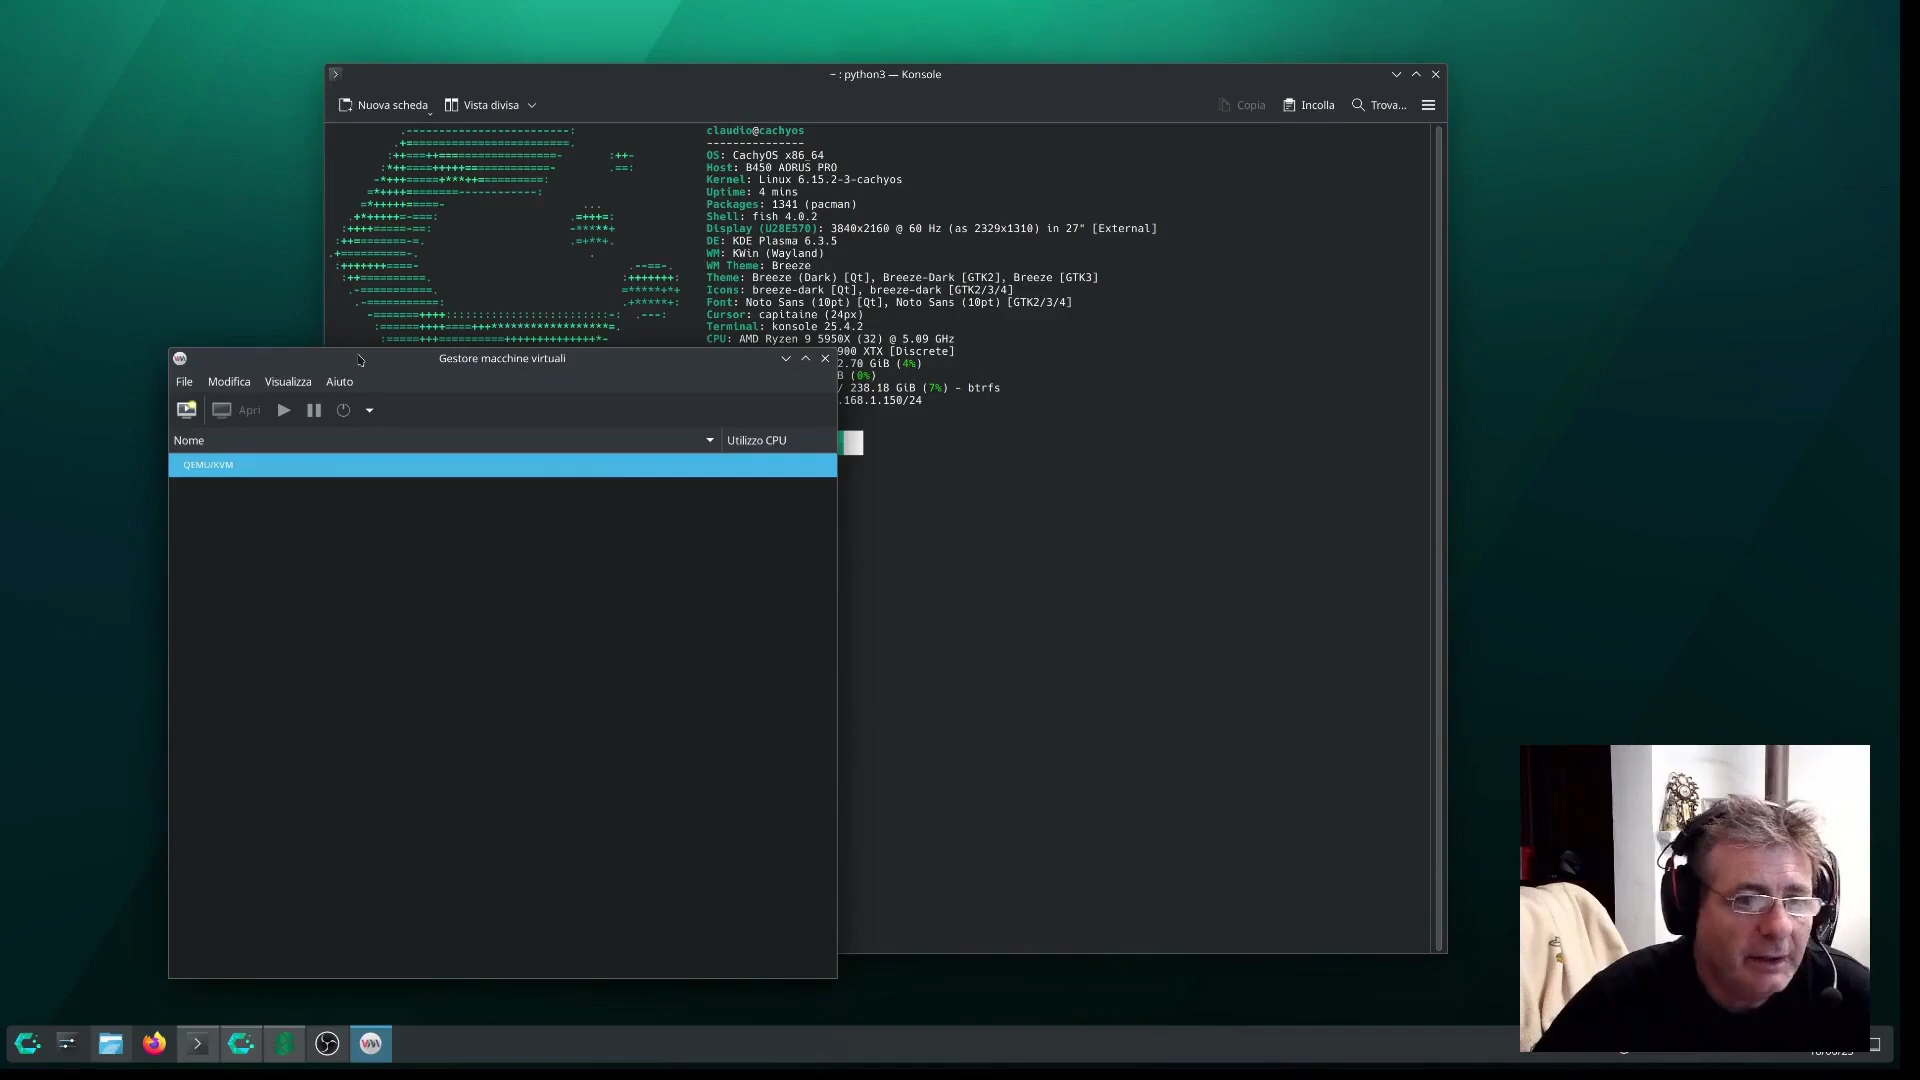 ~ : python3 — Konsole
Nuova scheda
Vista divisa
Copia
Incolla
Trova...
claudio@cachyos
---------------
OS: CachyOS x86_64
Host: B450 AORUS PRO
Kernel: Linux 6.15.2-3-cachyos
Uptime: 4 mins
Packages: 1341 (pacman)
Shell: fish 4.0.2
Display (U28E570): 3840x2160 @ 60 Hz (as 2329x1310) in 27" [External]
DE: KDE Plasma 6.3.5
WM: KWin (Wayland)
WM Theme: Breeze
Theme: Breeze (Dark) [Qt], Breeze-Dark [GTK2], Breeze [GTK3]
Icons: breeze-dark [Qt], breeze-dark [GTK2/3/4]
Font: Noto Sans (10pt) [Qt], Noto Sans (10pt) [GTK2/3/4]
Cursor: capitaine (24px)
Terminal: konsole 25.4.2
CPU: AMD Ryzen 9 5950X (32) @ 5.09 GHz
900 XTX [Discrete]
2.70 GiB (4%)
B (0%)
/ 238.18 GiB (7%) - btrfs
.168.1.150/24
Gestore macchine virtuali
File Modifica Visualizza Aiuto
Apri
Nome
Utilizzo CPU
QEMU/KVM